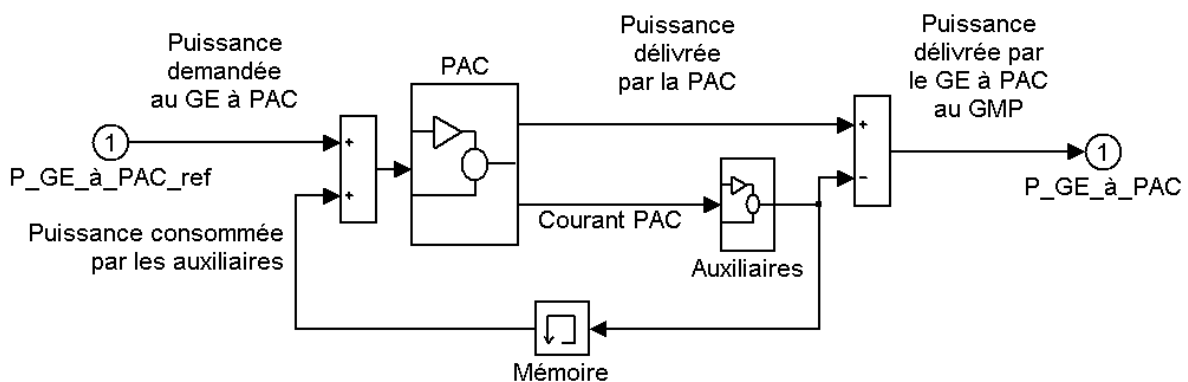 Puissance
demandée
au GE à PAC
PAC
Puissance
délivrée
par la PAC
Puissance
délivrée par
le GE à PAC
au GMP
1
P_GE_à_PAC_ref
+
+
+
−
1
P_GE_à_PAC
Puissance consommée
par les auxiliaires
Courant PAC
Auxiliaires
Mémoire